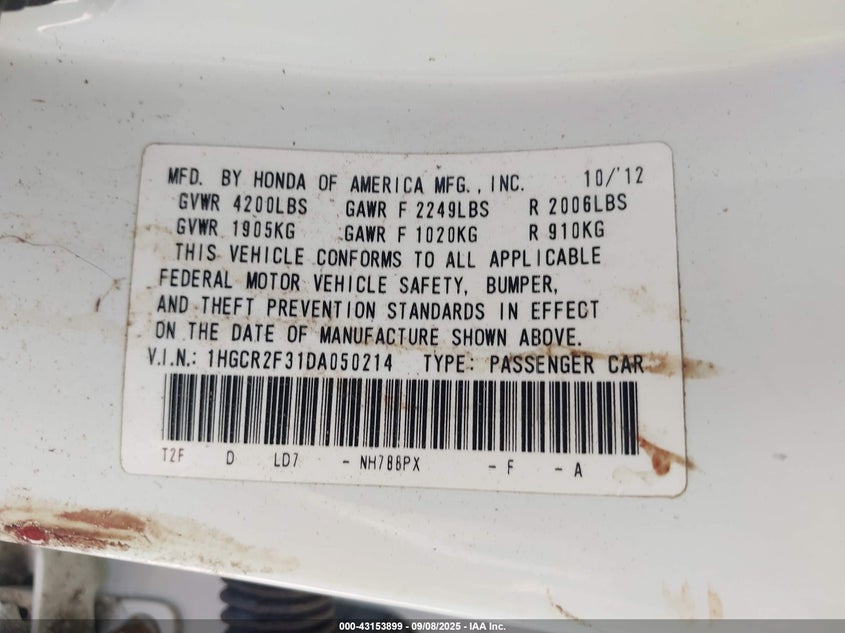 MFD. BY HONDA OF AMERICA MFG., INC. 10/'12
GVWR 4200LBS GAWR F 2249LBS R 2006LBS
GVWR 1905KG GAWR F 1020KG R 910KG
THIS VEHICLE CONFORMS TO ALL APPLICABLE
FEDERAL MOTOR VEHICLE SAFETY, BUMPER,
AND THEFT PREVENTION STANDARDS IN EFFECT
ON THE DATE OF MANUFACTURE SHOWN ABOVE.
V.I.N.: 1HGCR2F31DA050214 TYPE: PASSENGER CAR
T2F D LD7 - NH788PX - F - A
000-43153899 - 09/08/2025 - IAA Inc.